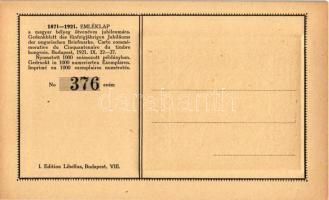 1871—1921. EMLÉKLAP
a magyar bélyeg ötvenéves jubileumára.
Gedenkblatt des fünfzigjährigen Jubiläums
der ungarischen Briefmarke. Carte comme-
morative du Cinquantenaire du timbre
hongrois. Budapest, 1921. IX. 22—27.
Nyomatott 1000 számozott példányban.
Gedruckt in 1000 numerierten Exemplaren.
Imprimé en 1000 exemplaires numérotés.
No 376 szám
darabanth
I. Edition Libellus, Budapest, VIII.